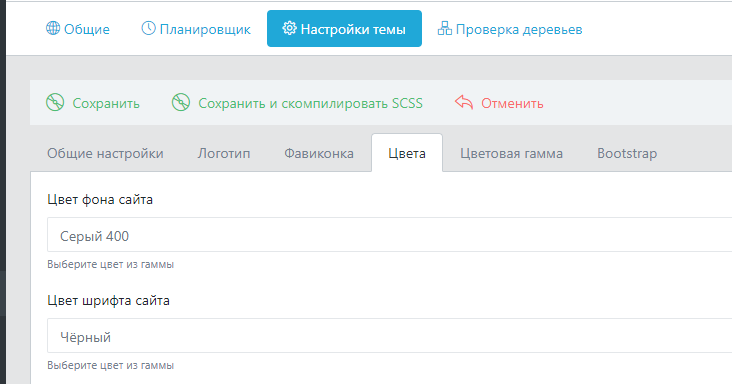 Общие Планировщик Настройки темы Проверка деревьев
Сохранить Сохранить и скомпилировать SCSS Отменить
Общие настройки Логотип Фавиконка Цвета Цветовая гамма Bootstrap
Цвет фона сайта
Серый 400
Выберите цвет из гаммы
Цвет шрифта сайта
Чёрный
Выберите цвет из гаммы